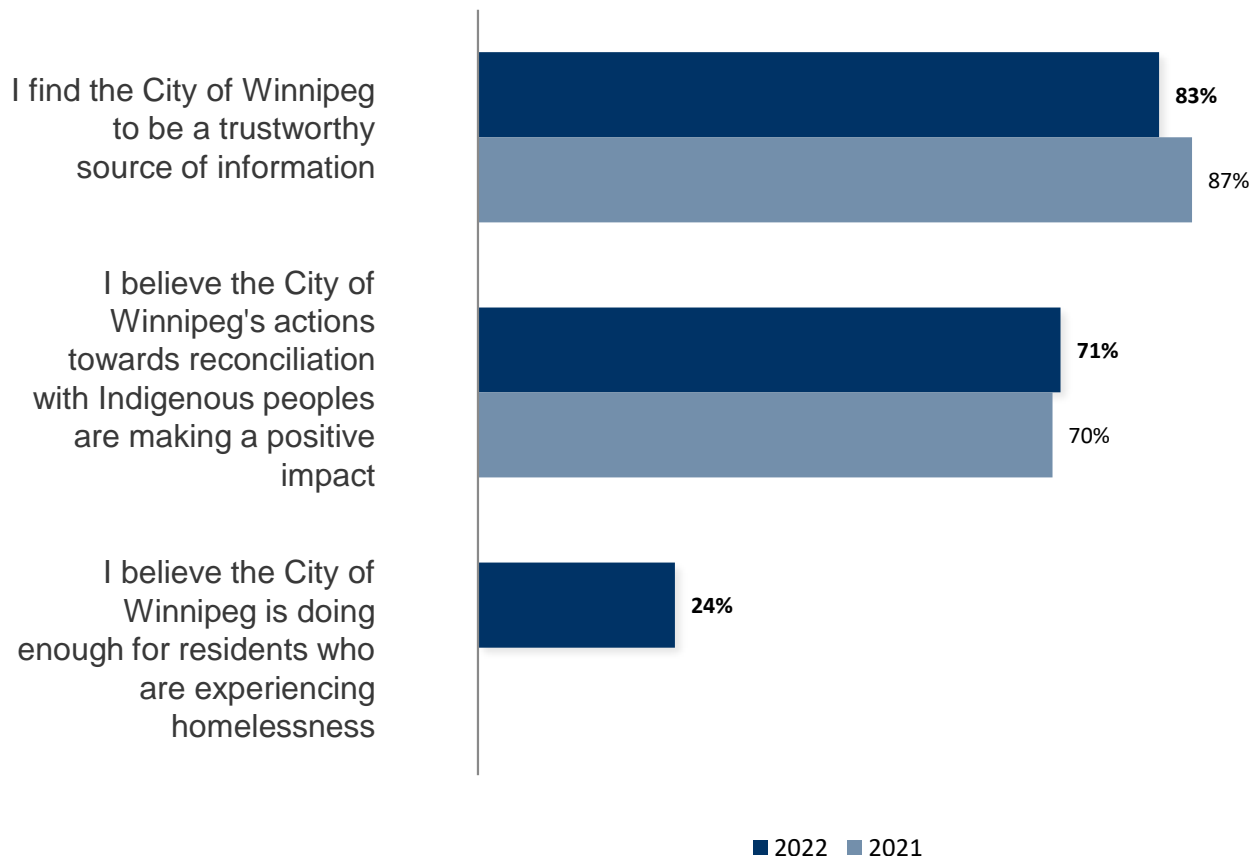 I find the City of Winnipeg
to be a trustworthy
source of information
83%
87%
I believe the City of
Winnipeg's actions
towards reconciliation
with Indigenous peoples
are making a positive
impact
71%
70%
I believe the City of
Winnipeg is doing
enough for residents who
are experiencing
homelessness
24%
2022 2021